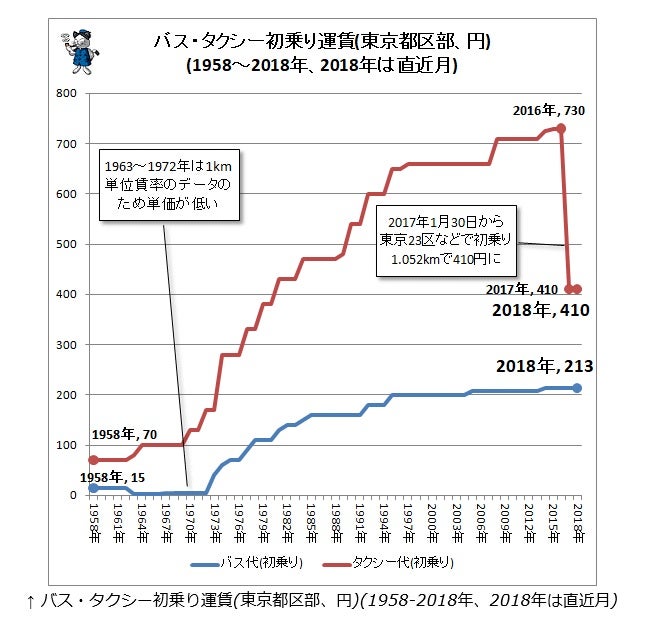 バス・タクシー初乗り運賃(東京都区部、円)
(1958～2018年、2018年は直近月)
800
700
600
500
400
300
200
100
0
2016年, 730
1963～1972年は1km
単位賃率のデータの
ため単価が低い
2017年1月30日から
東京23区などで初乗り
1.052kmで410円に
2017年, 410
2018年, 410
2018年, 213
1958年, 70
1958年, 15
1958年
1961年
1964年
1967年
1970年
1973年
1976年
1979年
1982年
1985年
1988年
1991年
1994年
1997年
2000年
2003年
2006年
2009年
2012年
2015年
2018年
バス代(初乗り)
タクシー代(初乗り)
↑ バス・タクシー初乗り運賃(東京都区部、円)(1958-2018年、2018年は直近月)